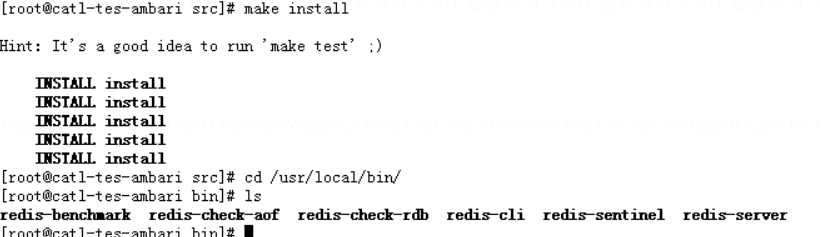 [root@catl-tes-ambari src]# make install
Hint: It's a good idea to run 'make test' ;)
INSTALL install
INSTALL install
INSTALL install
INSTALL install
INSTALL install
[root@catl-tes-ambari src]# cd /usr/local/bin/
[root@catl-tes-ambari bin]# ls
redis-benchmark redis-check-aof redis-check-rdb redis-cli redis-sentinel redis-server
[root@catl-tes-ambari bin]#